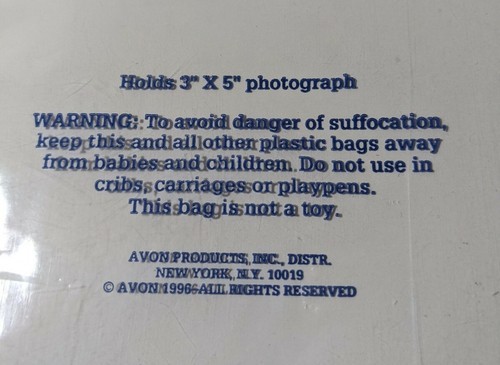 Holds 3" X 5" photograph
WARNING: To avoid danger of suffocation,
keep this and all other plastic bags away
from babies and children. Do not use in
cribs, carriages or playpens.
This bag is not a toy.
AVON PRODUCTS, INC., DISTR.
NEW YORK, N.Y. 10019
© AVON 1996 ALL RIGHTS RESERVED